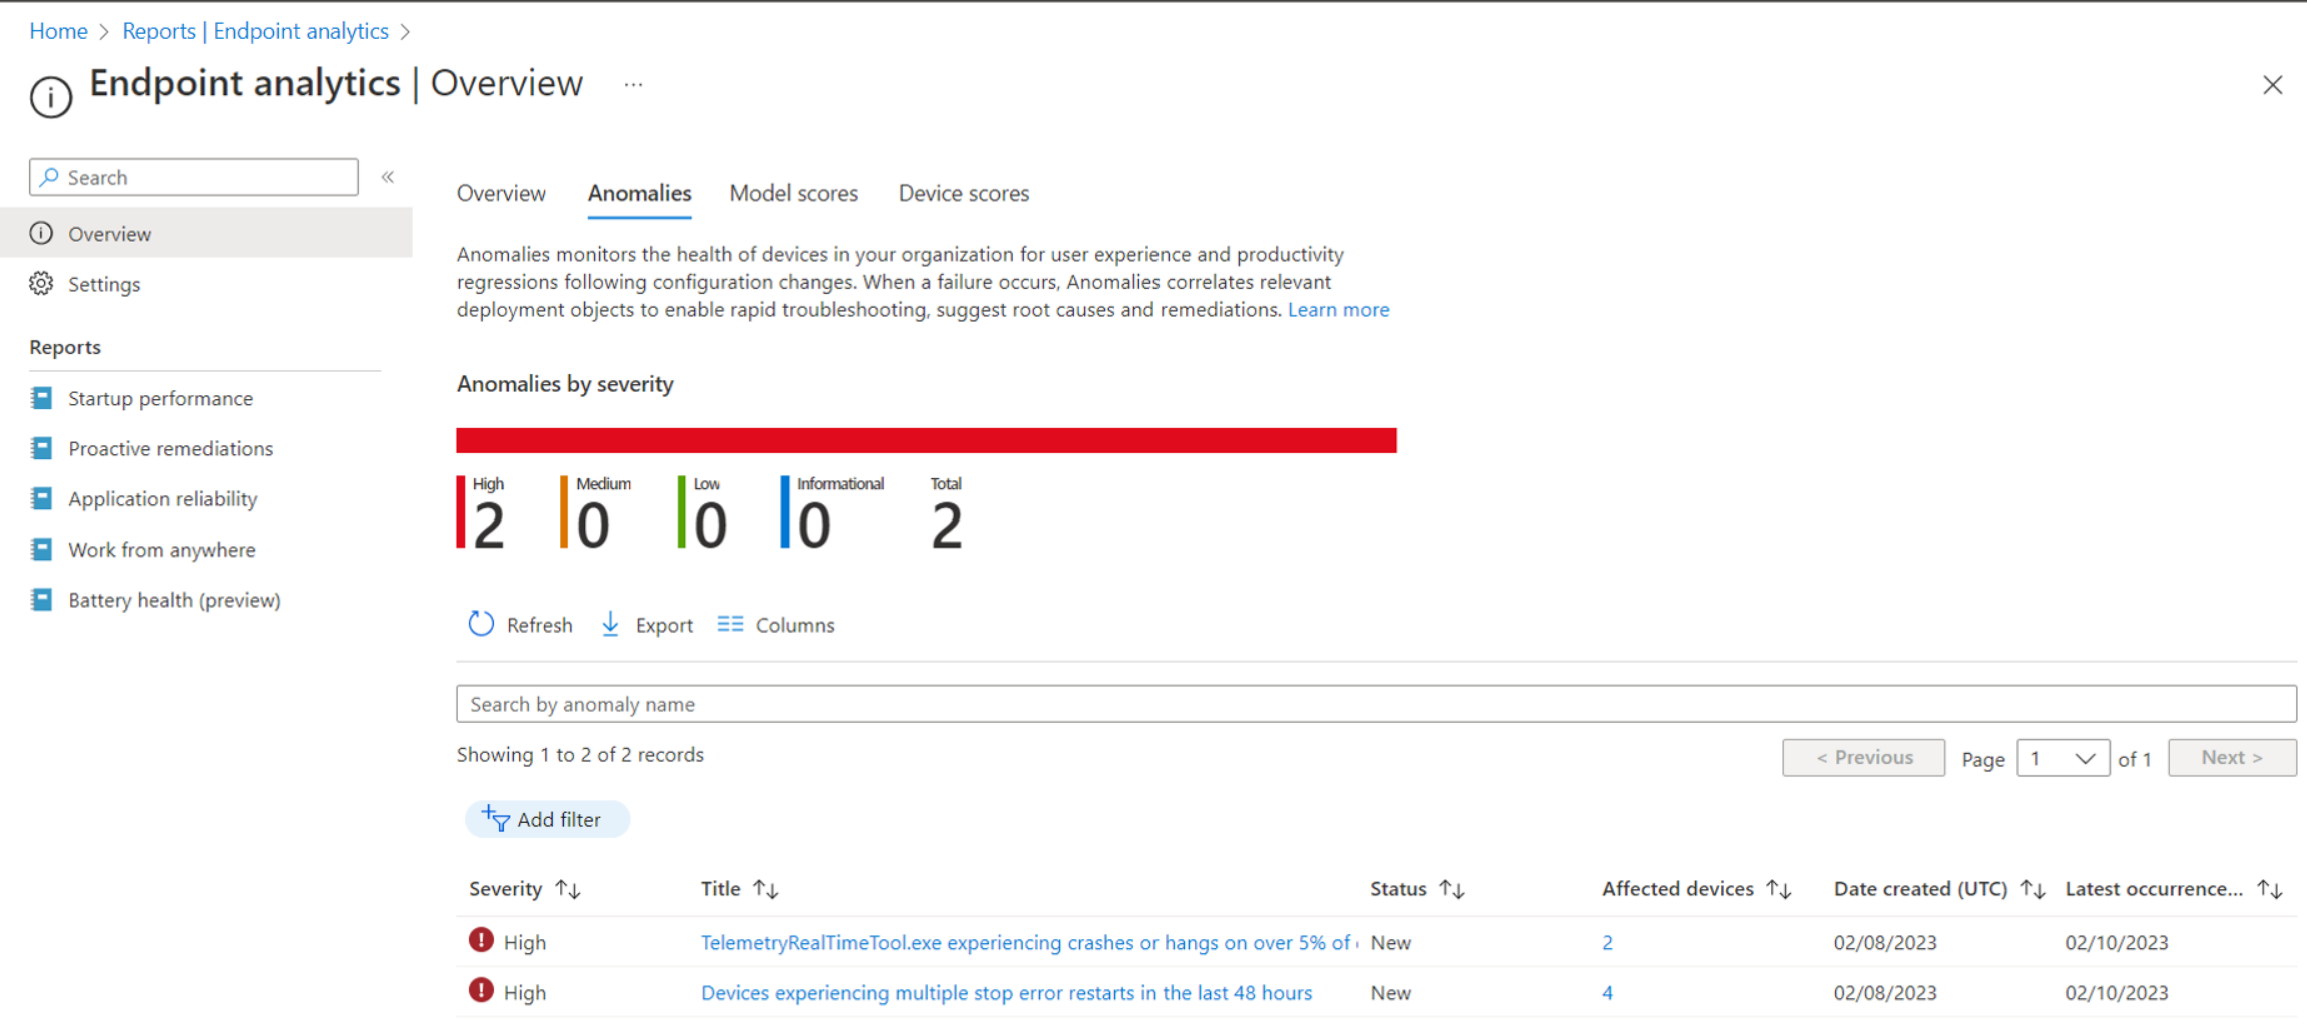 Home > Reports | Endpoint analytics >
Endpoint analytics | Overview ...
Search
«
Overview
Settings
Reports
Startup performance
Proactive remediations
Application reliability
Work from anywhere
Battery health (preview)
Overview Anomalies Model scores Device scores
Anomalies monitors the health of devices in your organization for user experience and productivity
regressions following configuration changes. When a failure occurs, Anomalies correlates relevant
deployment objects to enable rapid troubleshooting, suggest root causes and remediations. Learn more
Anomalies by severity
High Medium Low Informational Total
2 0 0 0 2
Refresh Export Columns
Search by anomaly name
Showing 1 to 2 of 2 records
< Previous Page 1 of 1 Next >
Add filter
Severity ↑↓ Title ↑↓ Status ↑↓ Affected devices ↑↓ Date created (UTC) ↑↓ Latest occurrence... ↑↓
High TelemetryRealTimeTool.exe experiencing crashes or hangs on over 5% of New 2 02/08/2023 02/10/2023
High Devices experiencing multiple stop error restarts in the last 48 hours New 4 02/08/2023 02/10/2023